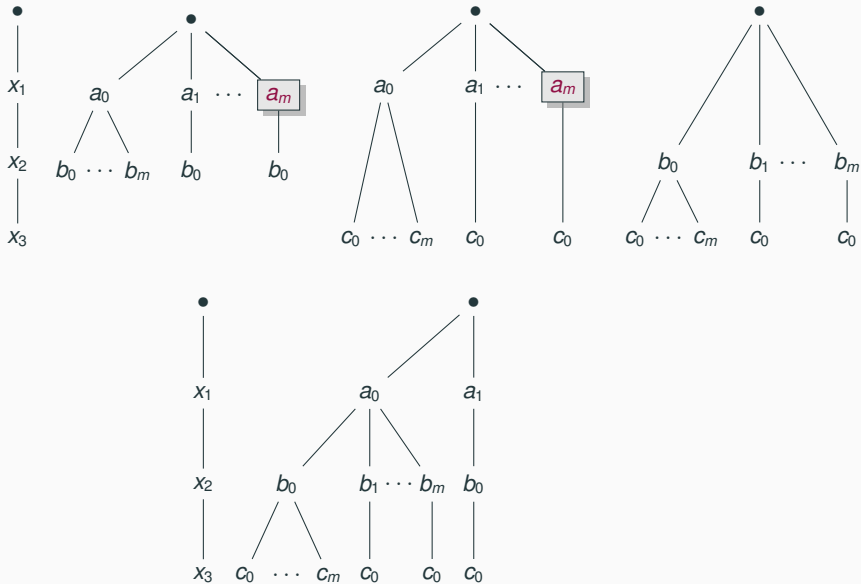 x₁ a₀ a₁ ··· aₘ a₀ a₁ ··· aₘ
x₂ b₀ ··· bₘ b₀ b₀ b₀ b₁ ··· bₘ
x₃ c₀ ··· cₘ c₀ c₀ c₀ ··· cₘ c₀ c₀
x₁ a₀ a₁
x₂ b₀ b₁ ··· bₘ b₀
x₃ c₀ ··· cₘ c₀ c₀ c₀